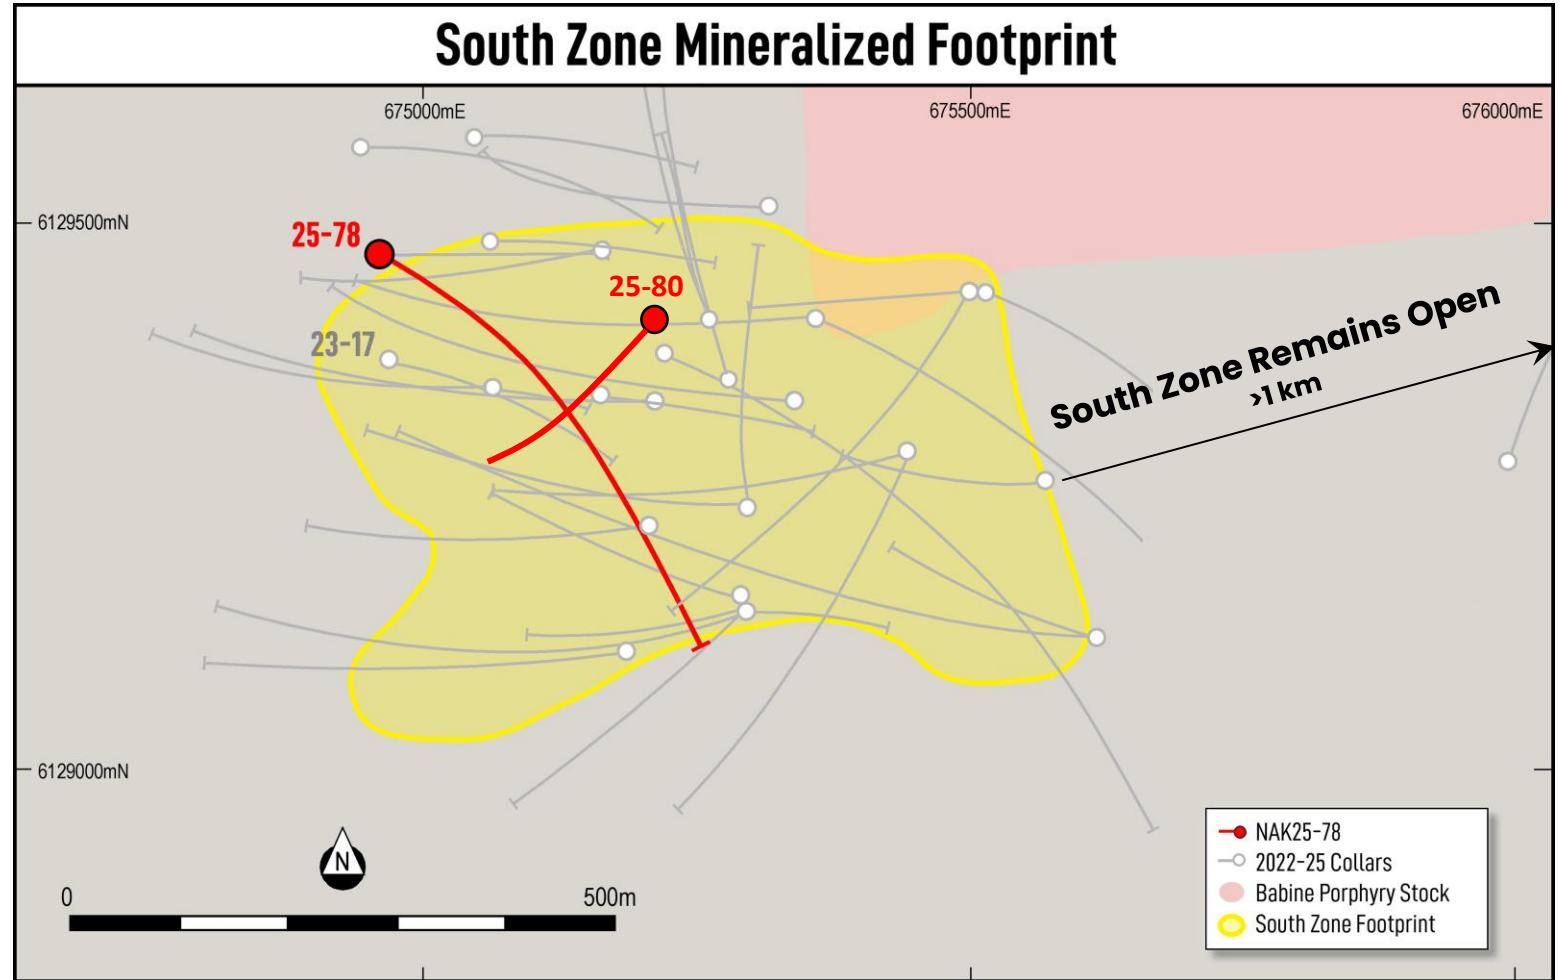 South Zone Mineralized Footprint
675000mE
675500mE
676000mE
6129500mN
25-78
25-80
23-17
South Zone Remains Open
>1 km
6129000mN
N
0
500m
NAK25-78
2022-25 Collars
Babine Porphyry Stock
South Zone Footprint